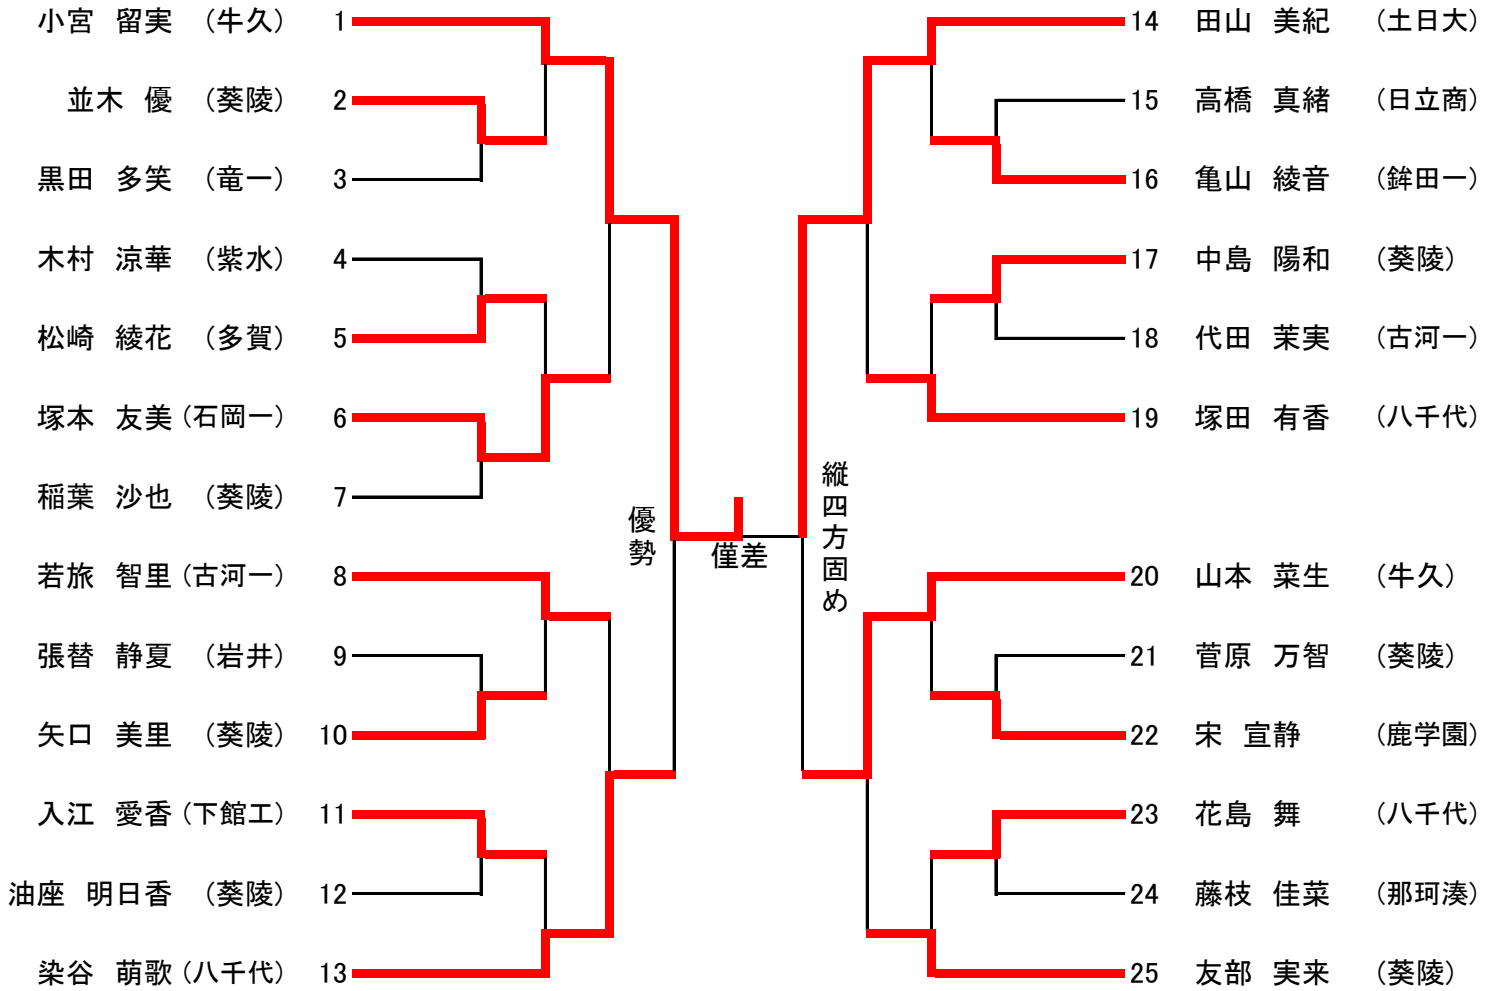 小宮 留実 （牛久） 1
並木 優 （葵陵） 2
黒田 多笑 （竜一） 3
木村 涼華 （紫水） 4
松崎 綾花 （多賀） 5
塚本 友美 （石岡一） 6
稲葉 沙也 （葵陵） 7
若旅 智里 （古河一） 8
張替 静夏 （岩井） 9
矢口 美里 （葵陵） 10
入江 愛香 （下館工） 11
油座 明日香 （葵陵） 12
染谷 萌歌 （八千代） 13
優勢
僅差
縦四方固め
14 田山 美紀 （土日大）
15 高橋 真緒 （日立商）
16 亀山 綾音 （鉾田一）
17 中島 陽和 （葵陵）
18 代田 茉実 （古河一）
19 塚田 有香 （八千代）
20 山本 菜生 （牛久）
21 菅原 万智 （葵陵）
22 宋 宣静 （鹿学園）
23 花島 舞 （八千代）
24 藤枝 佳菜 （那珂湊）
25 友部 実来 （葵陵）